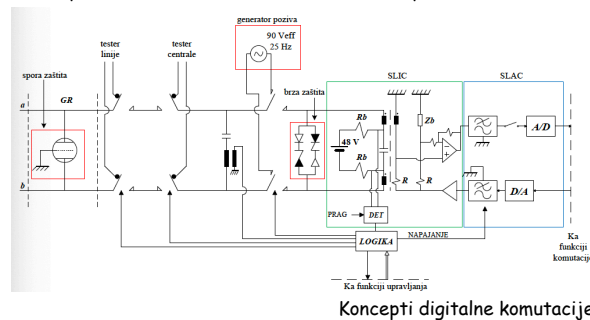 generator poziva
90 Veff
25 Hz
tester
linije
tester
centrale
spora zaštita
GR
a
b
brza zaštita
SLIC
SLAC
Rb
48 V
Rb
Zb
R
R
A/D
D/A
PRAG
DET
LOGIKA
NAPAJANJE
Ka
funkciji
komutacije
Ka funkciji upravljanja
Koncepti digitalne komutacije